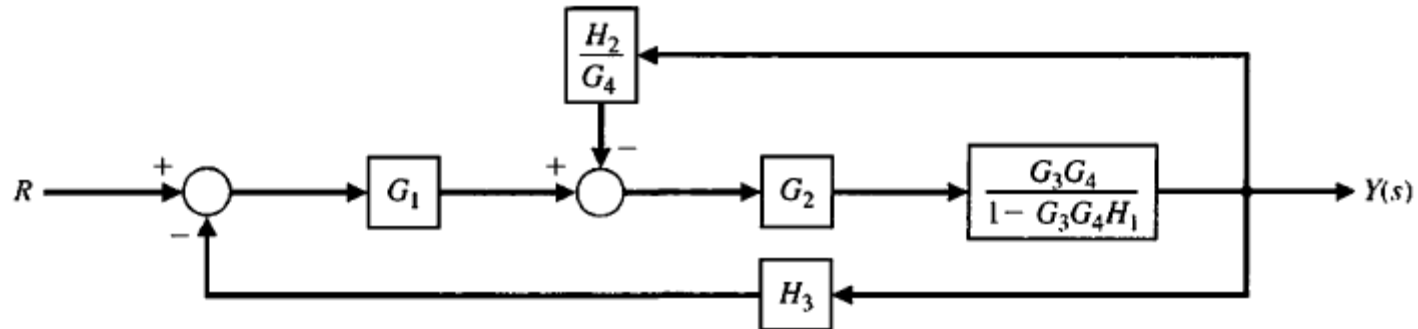 H₂
G₄
+
−
R
+
G₁
G₂
G₃G₄
1 − G₃G₄H₁
Y(s)
−
H₃